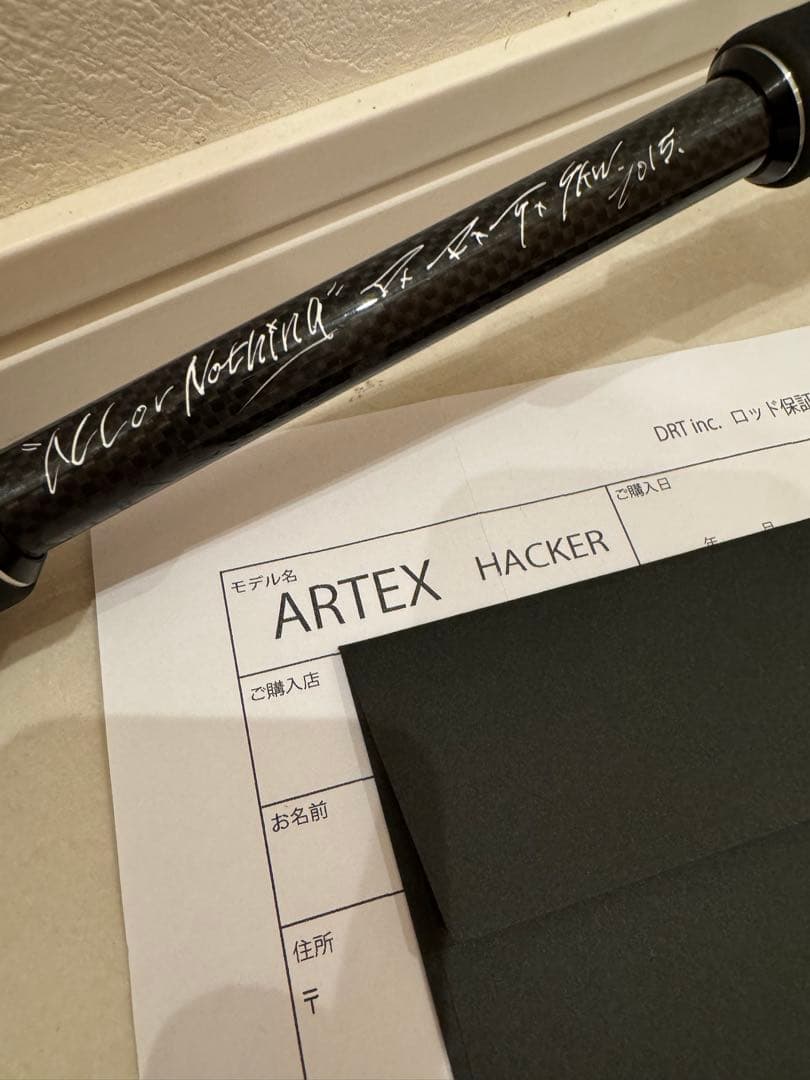 "ALL or Nothing" 2015.
DRT inc. ロッド保証
モデル名
ARTEX HACKER
ご購入日
年 月
ご購入店
お名前
住所
〒